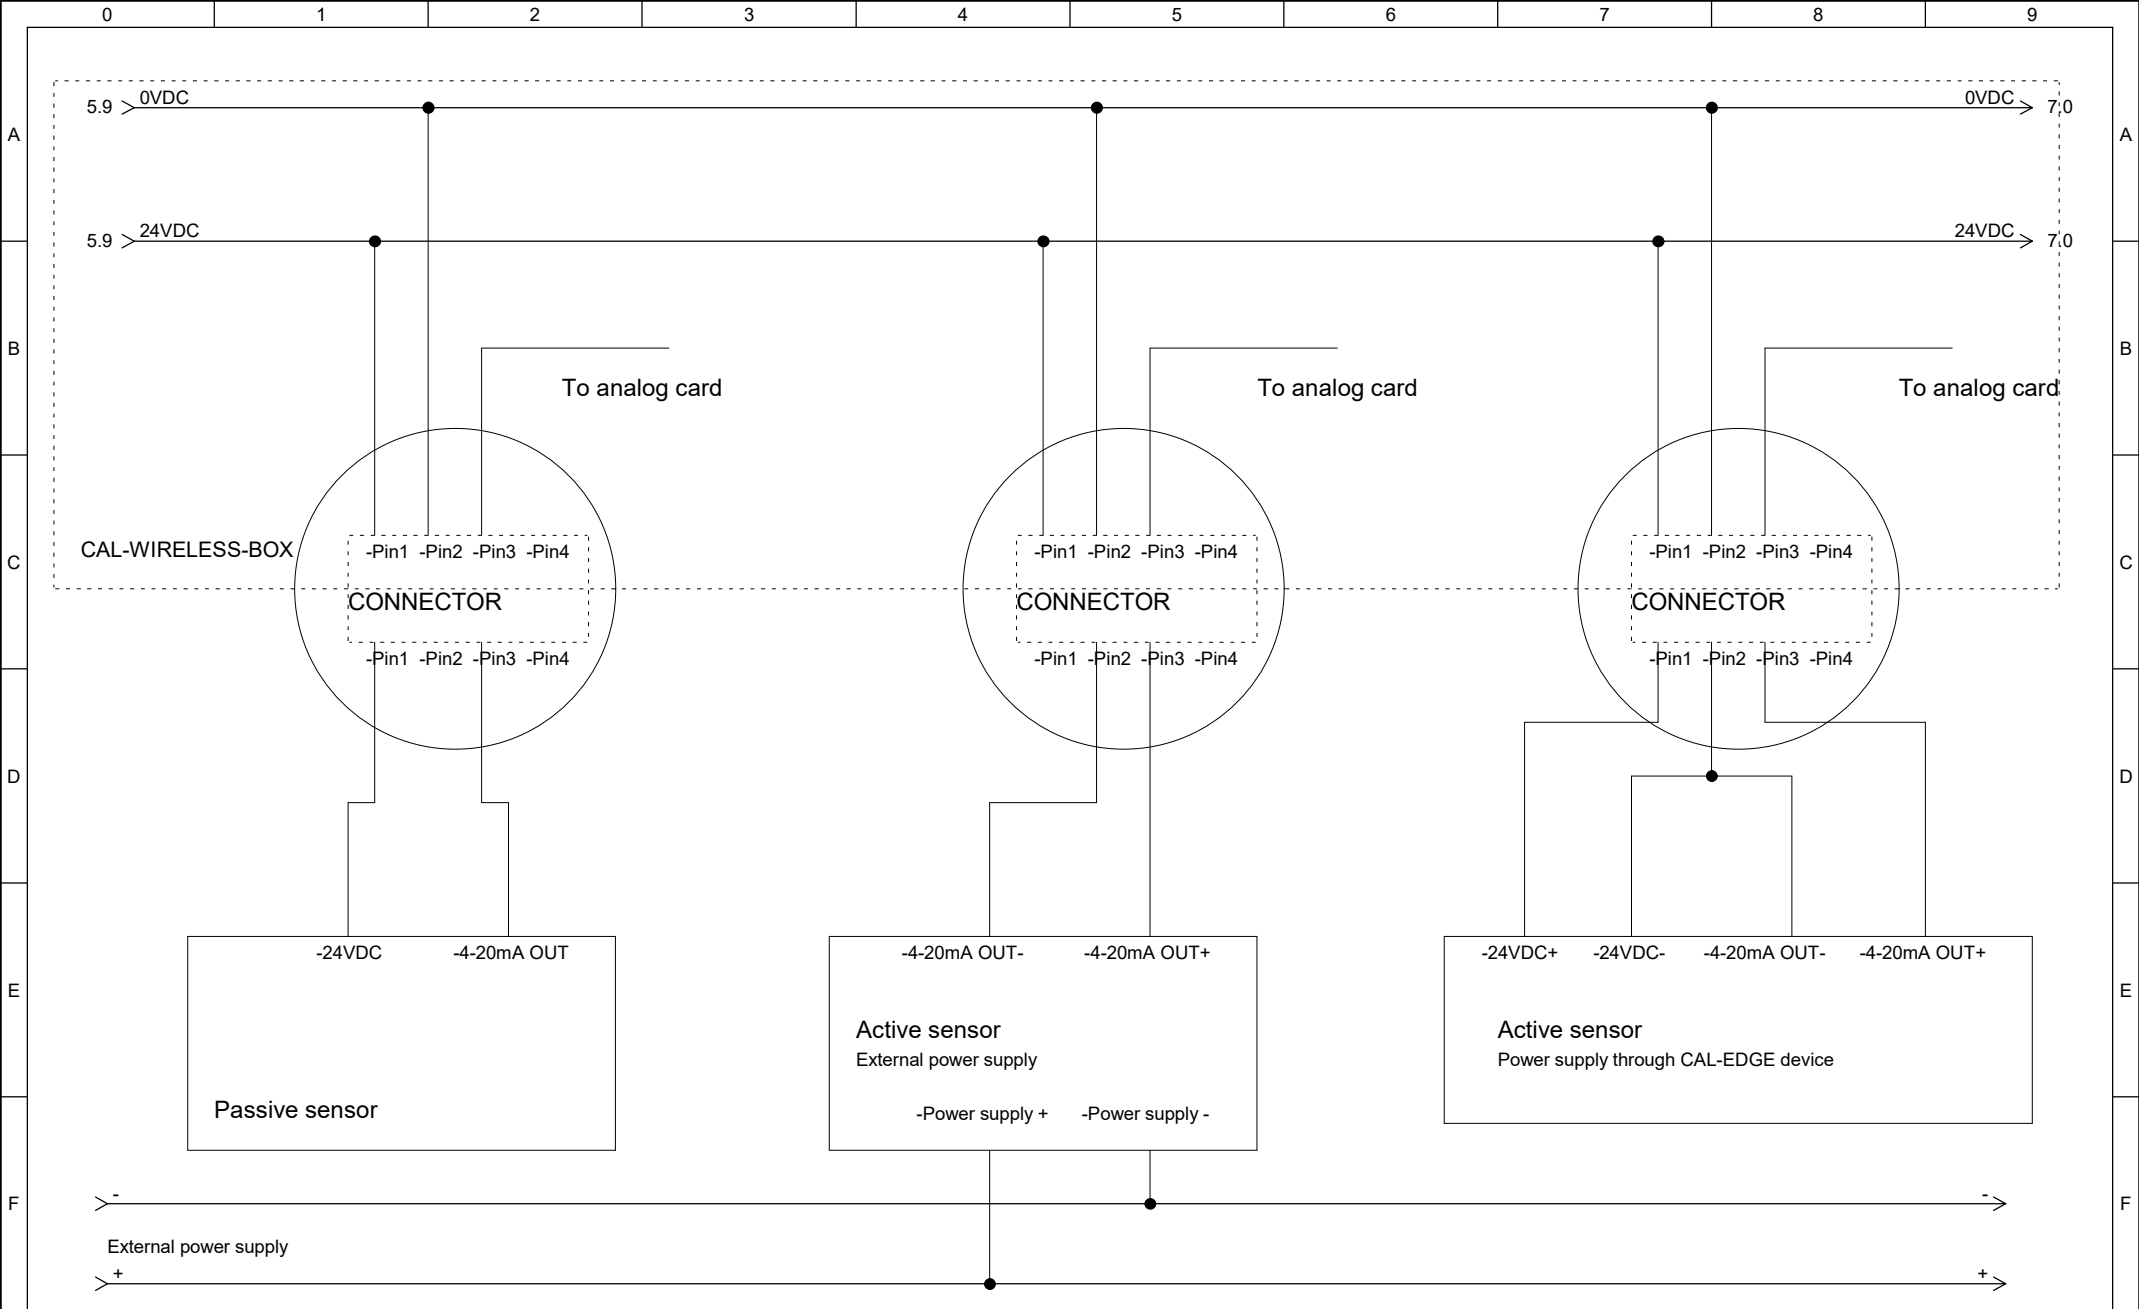 0 1 2 3 4 5 6 7 8 9
5.9 0VDC 0VDC 7.0
A A
5.9 24VDC 24VDC 7.0
B B
To analog card To analog card To analog card
CAL-WIRELESS-BOX -Pin1 -Pin2 -Pin3 -Pin4 -Pin1 -Pin2 -Pin3 -Pin4 -Pin1 -Pin2 -Pin3 -Pin4
C C
CONNECTOR CONNECTOR CONNECTOR
-Pin1 -Pin2 -Pin3 -Pin4 -Pin1 -Pin2 -Pin3 -Pin4 -Pin1 -Pin2 -Pin3 -Pin4
D D
-24VDC -4-20mA OUT -4-20mA OUT- -4-20mA OUT+ -24VDC+ -24VDC- -4-20mA OUT- -4-20mA OUT+
E E
Active sensor Active sensor
External power supply Power supply through CAL-EDGE device
Passive sensor -Power supply + -Power supply -
- -
F F
External power supply
+ +